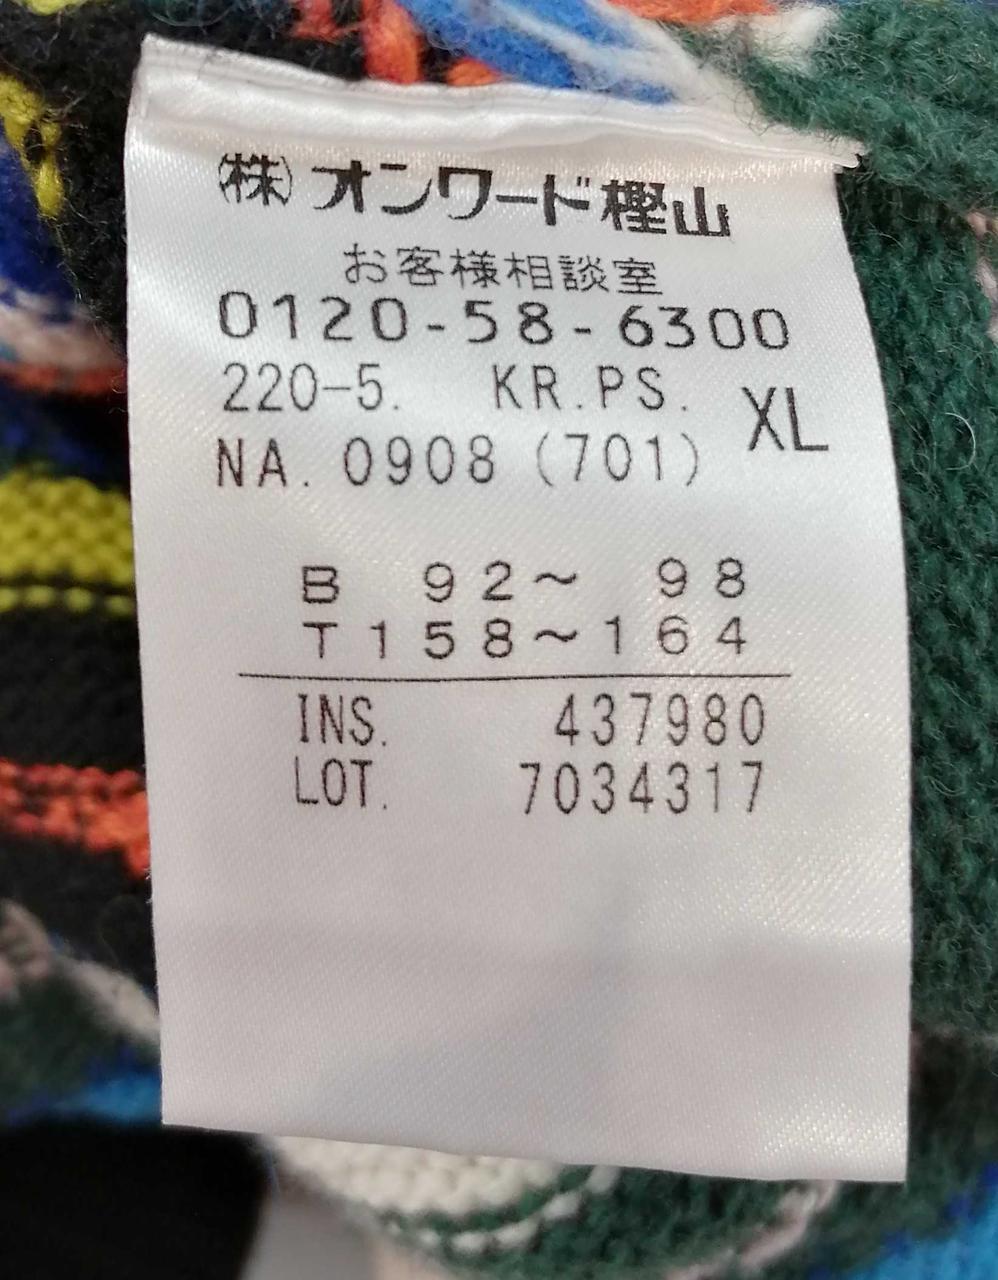 (株)オンワード樫山
お客様相談室
0120-58-6300
220-5. KR.PS. XL
NA. 0908 (701)
B 92～ 98
T158～164
INS. 437980
LOT. 7034317